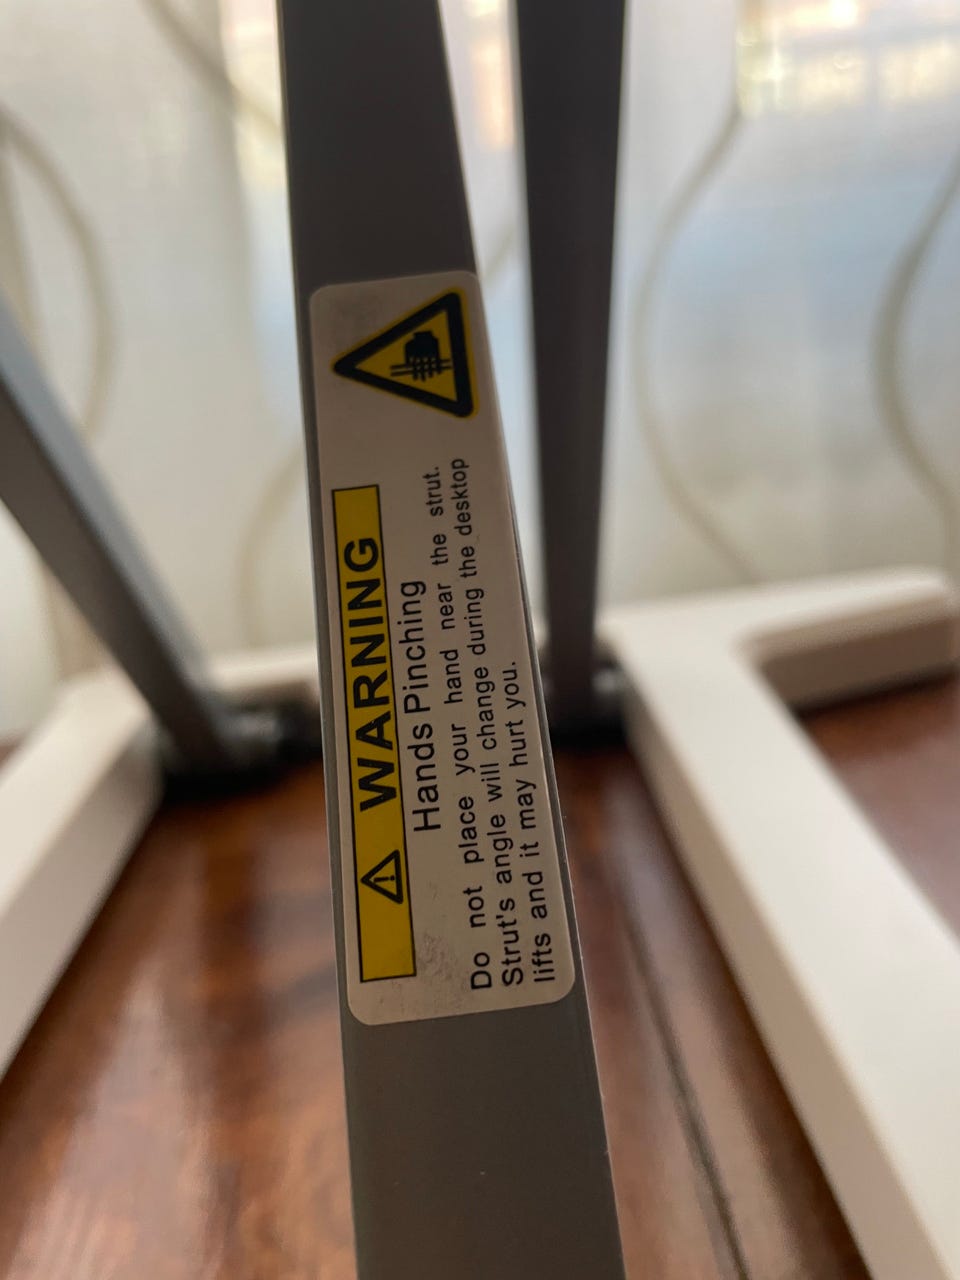 WARNING
Hands Pinching
Do not place your hand near the strut.
Strut's angle will change during the desktop
lifts and it may hurt you.